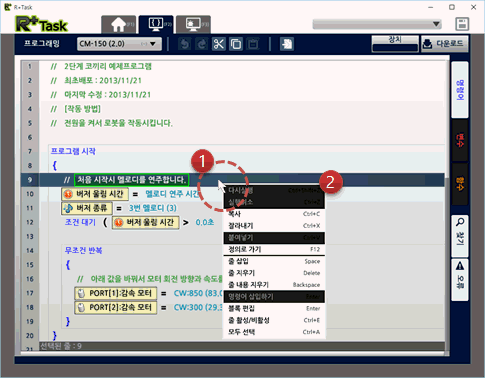 R+Task
R+Task
(F1)
(F2)
(F3)
프로그래밍
CM-150 (2,0)
장치
다운로드
1 // 2단계 코끼리 예제프로그램
2 // 최초배포 : 2013/11/21
3 // 마지막 수정 : 2013/11/21
4 // [작동 방법]
5 // 전원을 켜서 로봇을 작동시킵니다.
6
7 프로그램 시작
8 {
9 // 처음 시작시 멜로디를 연주합니다.
10 버저 울림 시간 = 멜로디 연주 시간
11 버저 종류 = 3번 멜로디 (3)
12 조건 대기 ( 버저 울림 시간 > 0,0초
13
14 무조건 반복
15 {
16 // 아래 값을 바꿔서 모터 회전 방향과 속도를
17 PORT[1]:감속 모터 = CW:850 (83,0
18 PORT[2]:감속 모터 = CW:300 (29,3
19 }
20
21
1
2
다시실행
실행취소
복사 Ctrl+C
잘라내기 Ctrl+X
붙여넣기
정의로 가기 F12
줄 삽입 Space
줄 지우기 Delete
줄 내용 지우기 Backspace
명령어 삽입하기
블록 편집 Enter
줄 활성/비활성 Ctrl+E
모두 선택 Ctrl+A
명령어
변수
함수
찾기
오류
선택된 줄 : 9